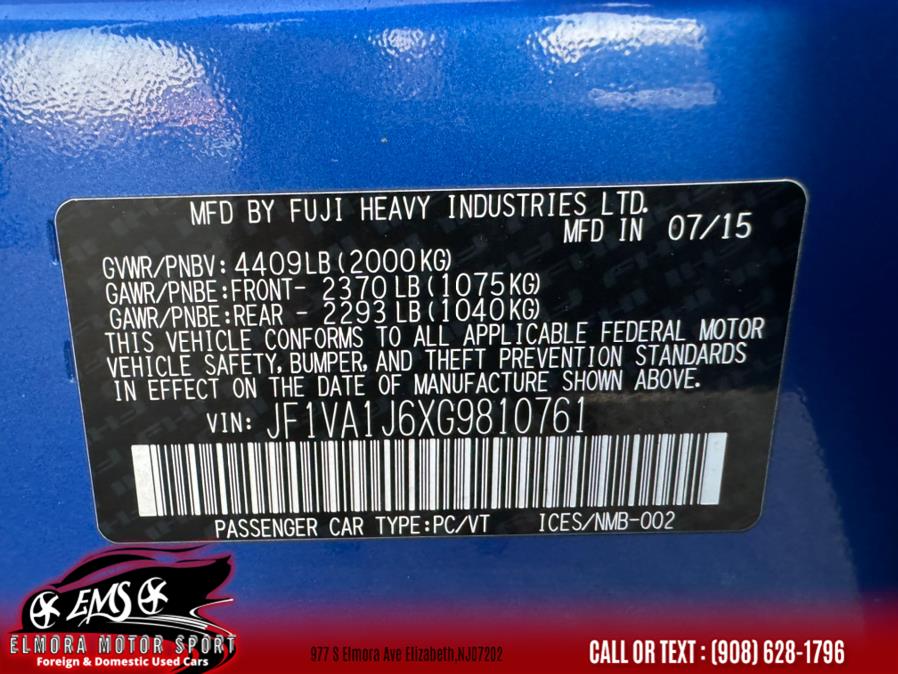 MFD BY FUJI HEAVY INDUSTRIES LTD.
MFD IN 07/15
GVWR/PNBV: 4409LB(2000KG)
GAWR/PNBE:FRONT- 2370LB(1075KG)
GAWR/PNBE:REAR - 2293LB(1040KG)
THIS VEHICLE CONFORMS TO ALL APPLICABLE FEDERAL MOTOR
VEHICLE SAFETY, BUMPER, AND THEFT PREVENTION STANDARDS
IN EFFECT ON THE DATE OF MANUFACTURE SHOWN ABOVE.
VIN: JF1VA1J6XG9810761
PASSENGER CAR TYPE:PC/VT ICES/NMB-002
EMS
ELMORA MOTOR SPORT
Foreign & Domestic Used Cars
977 S Elmora Ave Elizabeth,NJ07202
CALL OR TEXT : (908) 628-1796